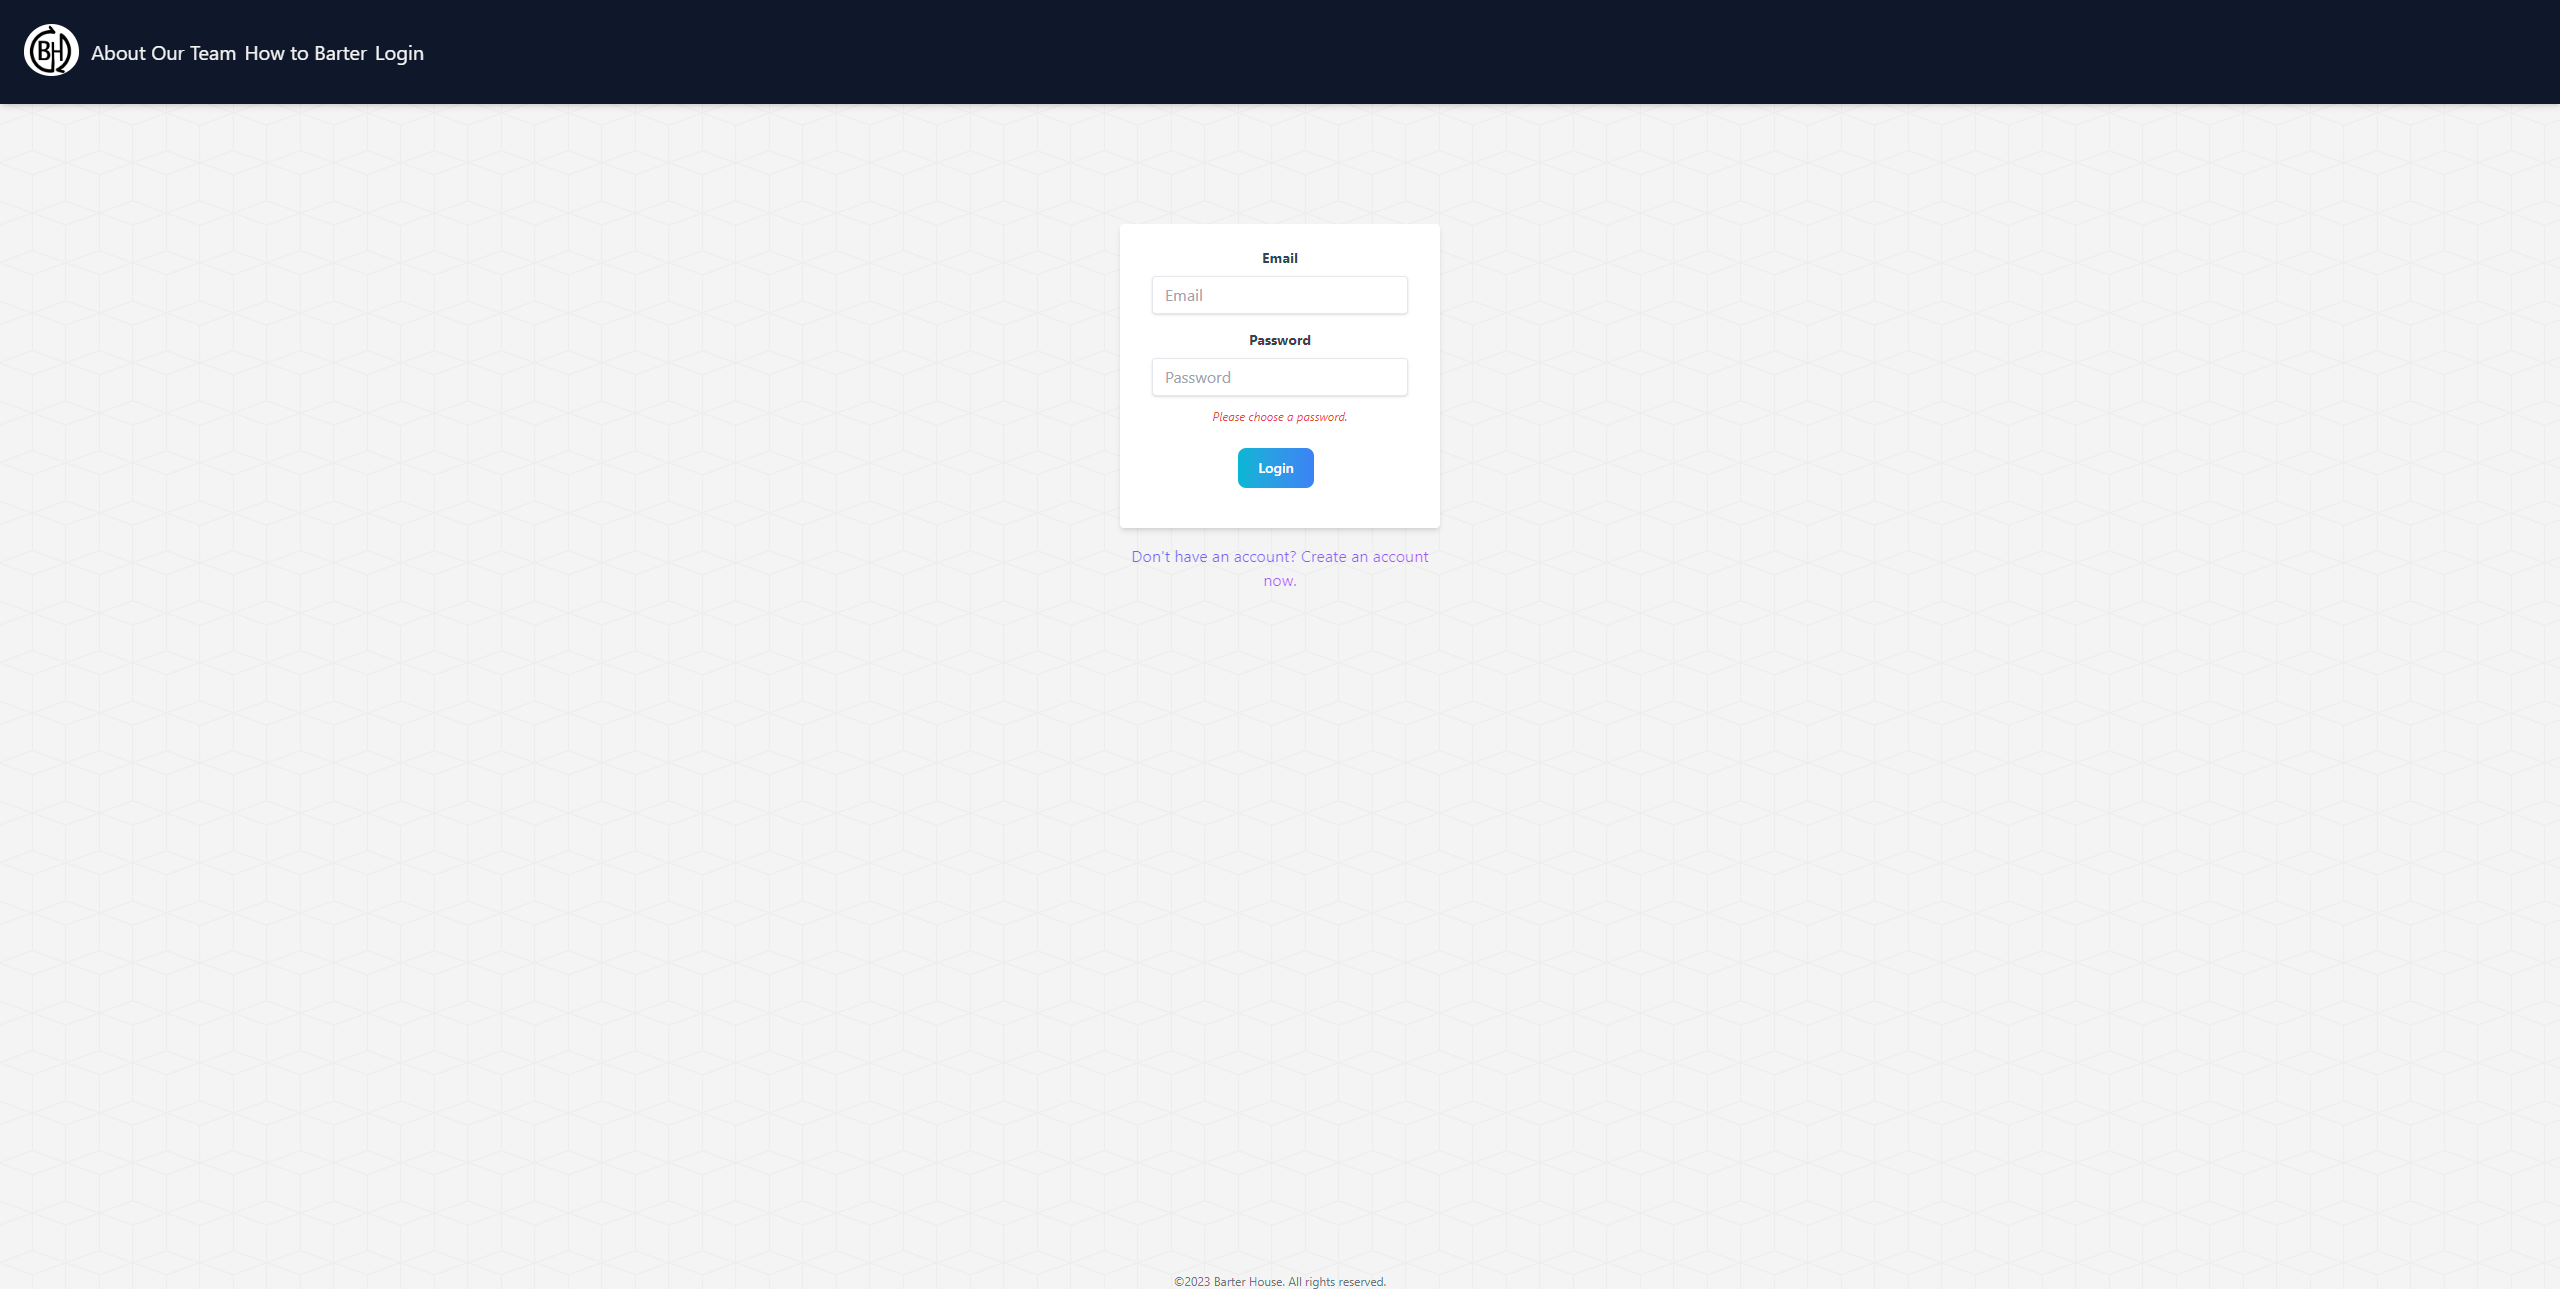 BH About Our Team How to Barter Login
Email
Email
Password
Password
Please choose a password.
Login
Don't have an account? Create an account
now.
©2023 Barter House. All rights reserved.